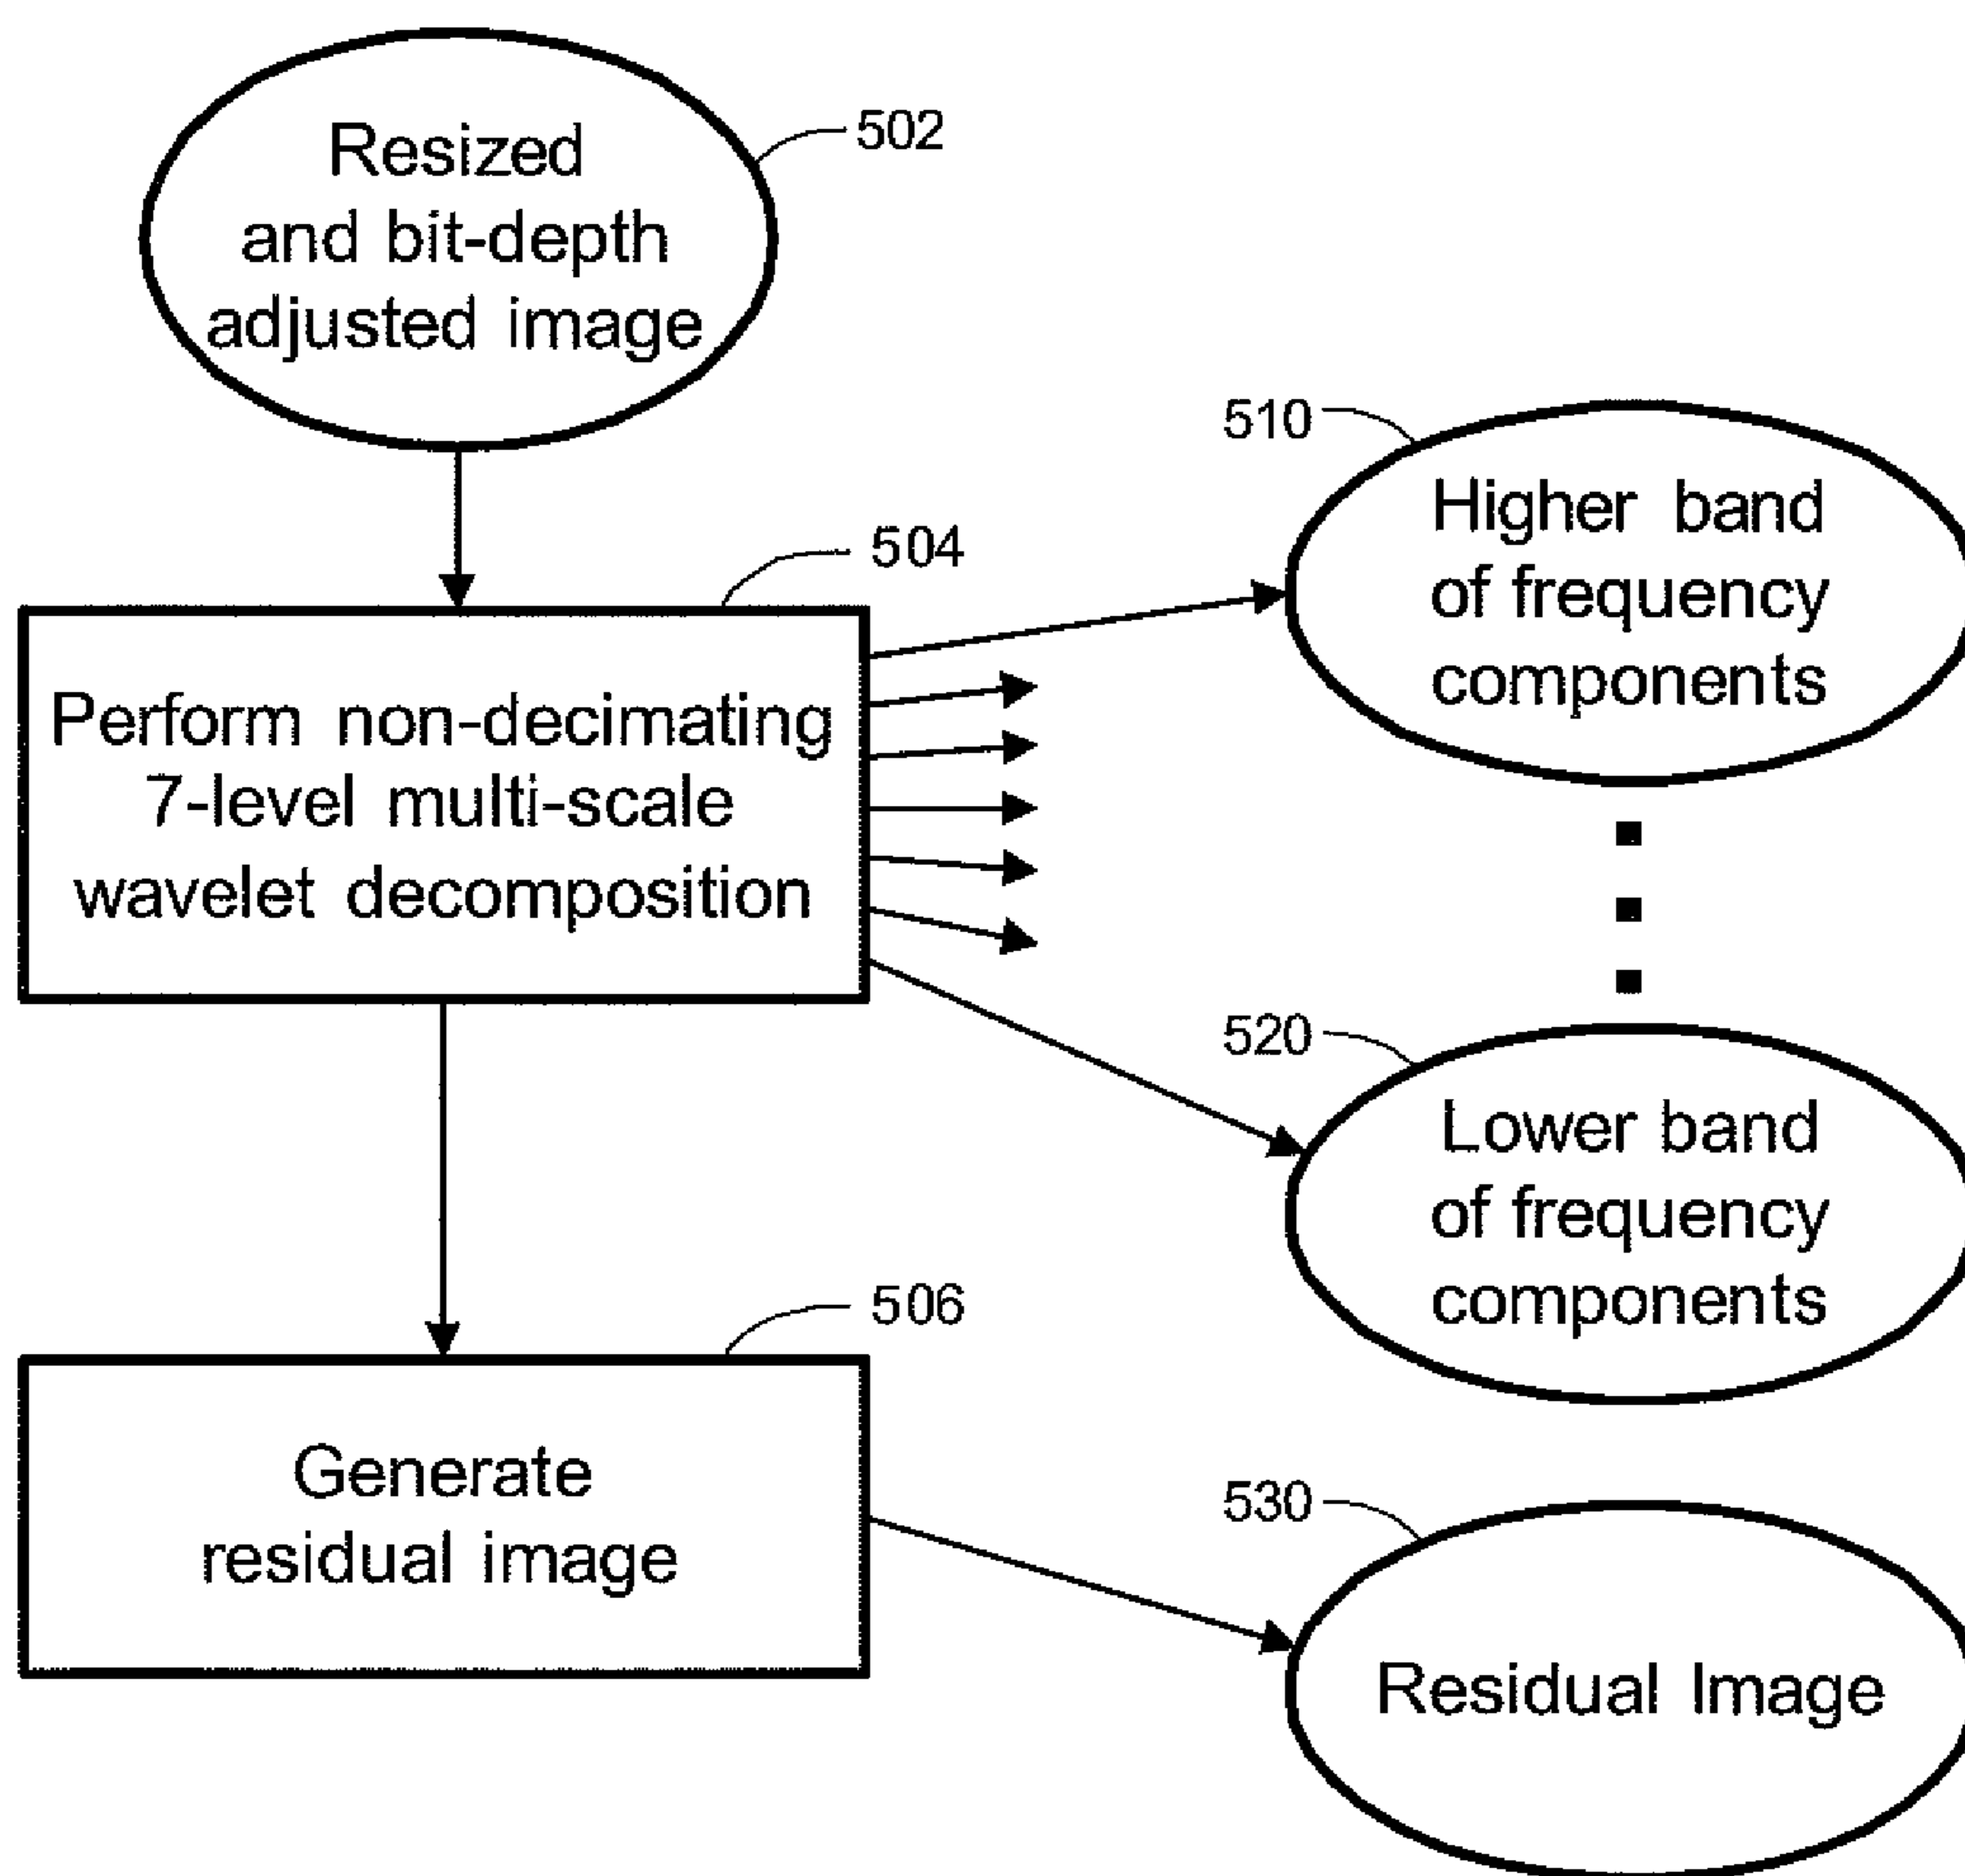 Resized
and bit-depth
adjusted image
502
504
Perform non-decimating
7-level multi-scale
wavelet decomposition
510
Higher band
of frequency
components
520
Lower band
of frequency
components
506
Generate
residual image
530
Residual Image